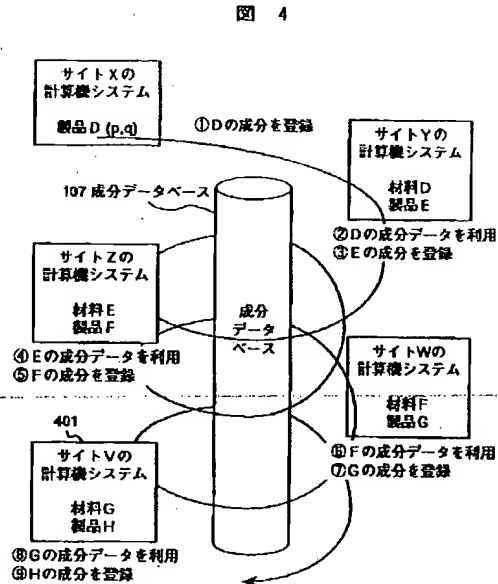 図 4
サイトXの
計算機システム
製品D (p,q)
①Dの成分を登録
サイトYの
計算機システム
材料D
製品E
107 成分データベース
②Dの成分データを利用
③Eの成分を登録
サイトZの
計算機システム
材料E
製品F
成分
データ
ベース
④Eの成分データを利用
⑤Fの成分を登録
サイトWの
計算機システム
材料F
製品G
401
⑥Fの成分データを利用
⑦Gの成分を登録
サイトVの
計算機システム
材料G
製品H
⑧Gの成分データを利用
⑨Hの成分を登録